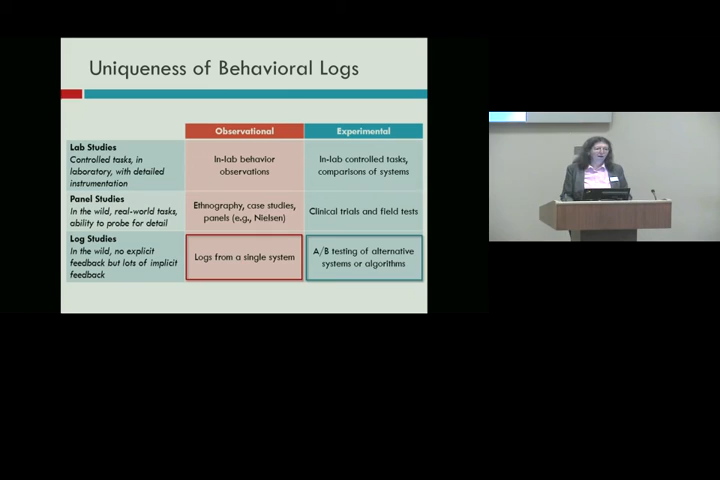 Uniqueness of Behavioral Logs
Observational
Experimental
Lab Studies
Controlled tasks, in
laboratory, with detailed
instrumentation
In-lab behavior
observations
In-lab controlled tasks,
comparisons of systems
Panel Studies
In the wild, real-world tasks,
ability to probe for detail
Ethnography, case studies,
panels (e.g., Nielsen)
Clinical trials and field tests
Log Studies
In the wild, no explicit
feedback but lots of implicit
feedback
Logs from a single system
A/B testing of alternative
systems or algorithms